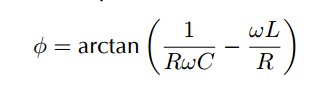 ϕ = arctan ( 1/(RωC) − ωL/R )